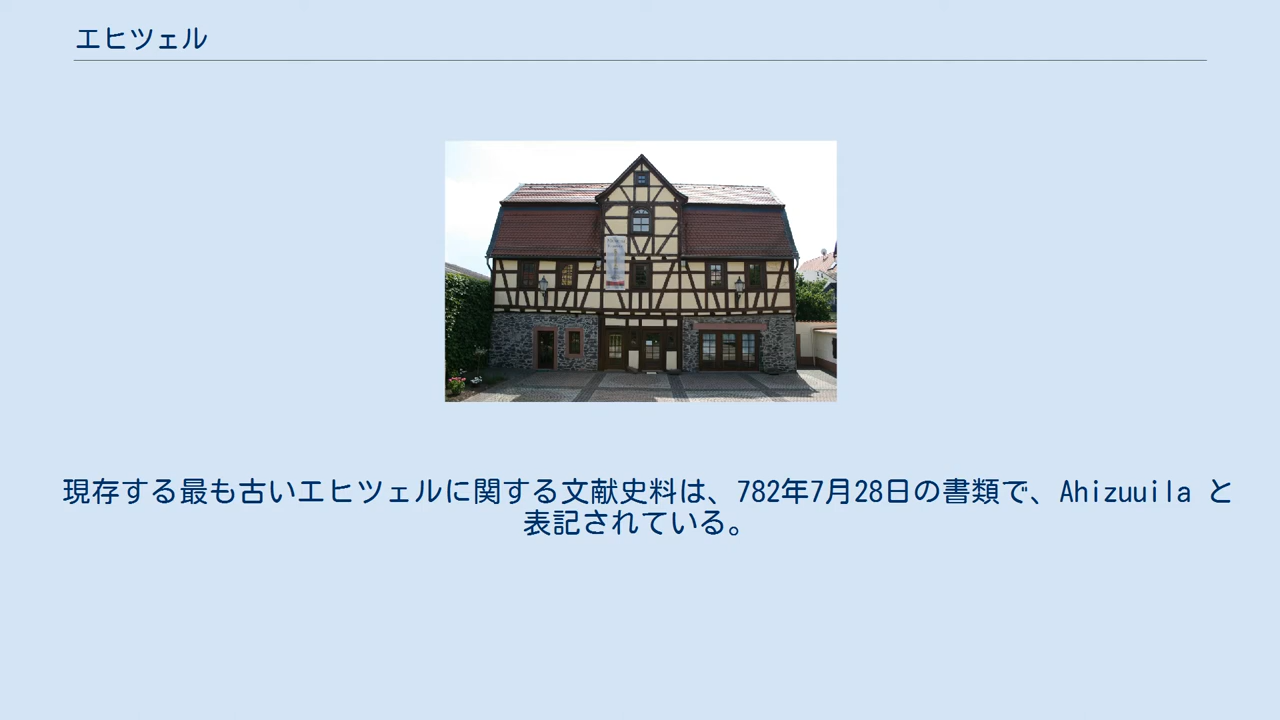 エヒツェル
現存する最も古いエヒツェルに関する文献史料は、782年7月28日の書類で、Ahizuuila と
表記されている。